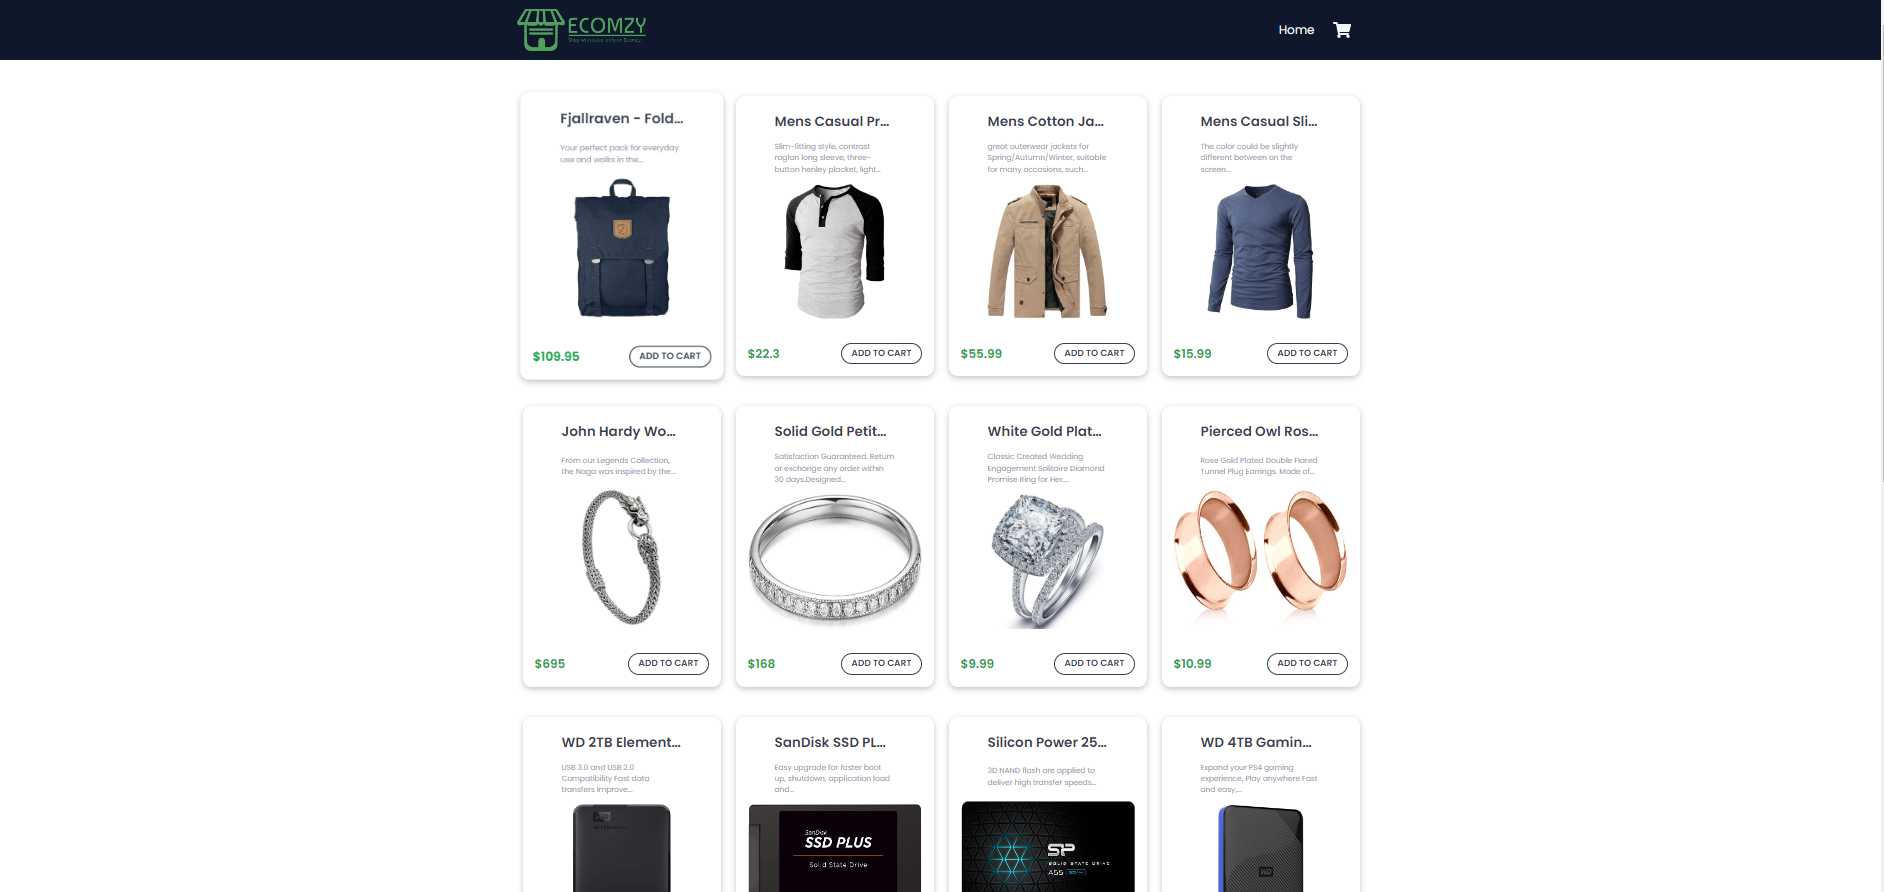 ECOMZY
Home
Fjallraven - Fold...
Your perfect pack for everyday
use and walks in the...
$109.95
ADD TO CART
Mens Casual Pr...
Slim-fitting style, contrast
raglan long sleeve, three-
button henley placket, light...
$22.3
ADD TO CART
Mens Cotton Ja...
great outerwear jackets for
Spring/Autumn/Winter, suitable
for many occasions, such...
$55.99
ADD TO CART
Mens Casual Sli...
The color could be slightly
different between on the
screen...
$15.99
ADD TO CART
John Hardy Wo...
From our Legends Collection,
the Naga was inspired by the...
$695
ADD TO CART
Solid Gold Petit...
Satisfaction Guaranteed. Return
or exchange any order within
30 days.Designed...
$168
ADD TO CART
White Gold Plat...
Classic Created Wedding
Engagement Solitaire Diamond
Promise Ring for Her....
$9.99
ADD TO CART
Pierced Owl Ros...
Rose Gold Plated Double Flared
Tunnel Plug Earrings. Made of...
$10.99
ADD TO CART
WD 2TB Element...
USB 3.0 and USB 2.0
Compatibility Fast data
transfers Improve...
SanDisk SSD PL...
Easy upgrade for faster boot
up, shutdown, application load
and...
SanDisk
SSD PLUS
Solid State Drive
Silicon Power 25...
3D NAND flash are applied to
deliver high transfer speeds...
SP
SOLID STATE DRIVE
A55
WD 4TB Gamin...
Expand your PS4 gaming
experience, Play anywhere Fast
and easy,...
WD